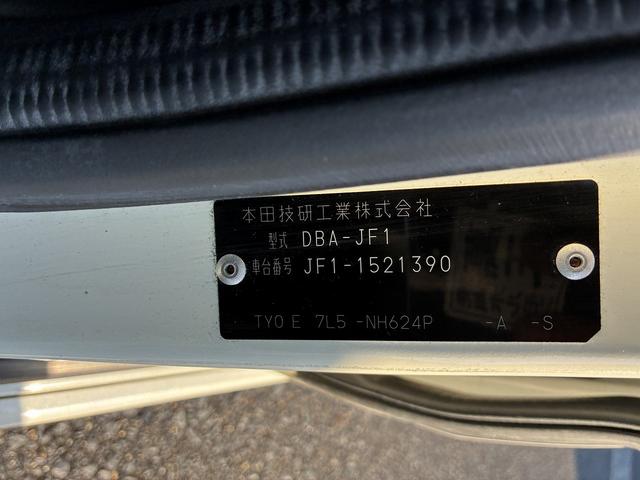 本田技研工業株式会社
型式 DBA-JF1
車台番号 JF1-1521390
TYO E 7L5 -NH624P -A -S